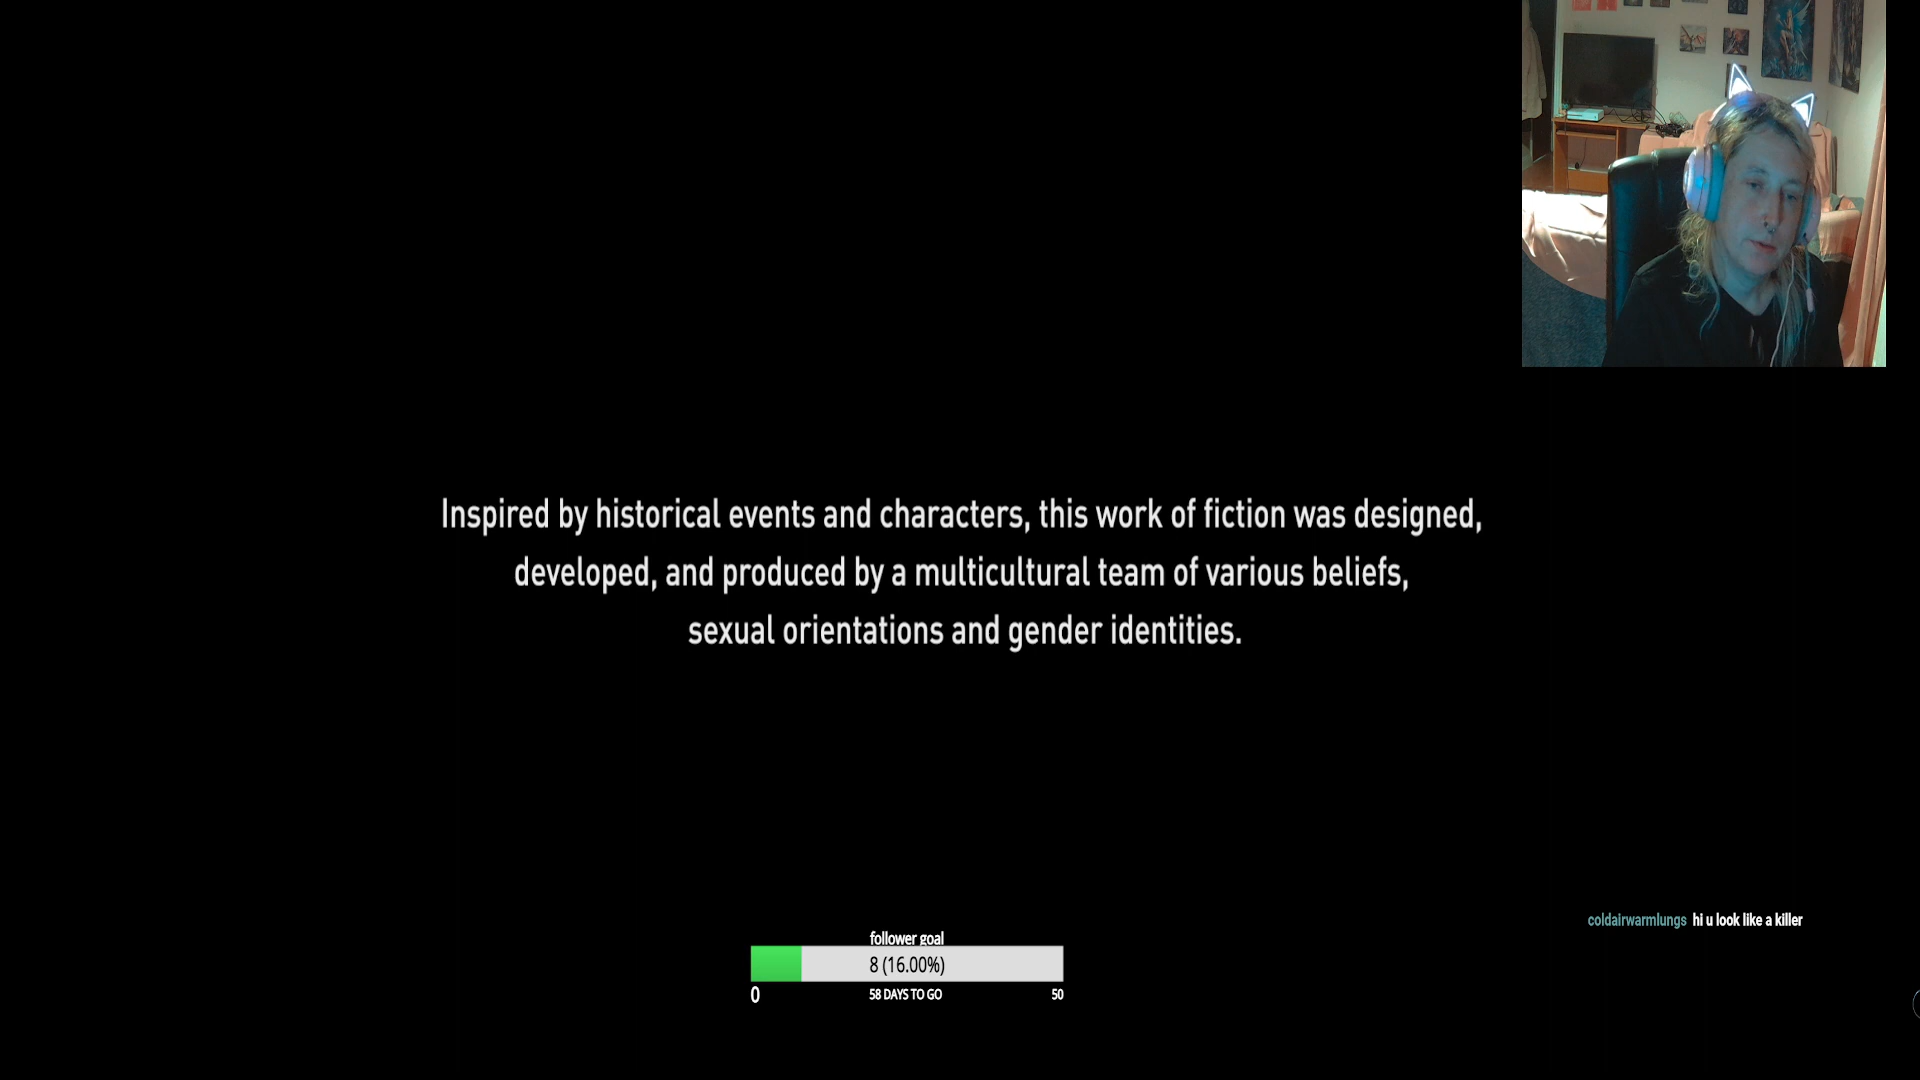 Inspired by historical events and characters, this work of fiction was designed,
developed, and produced by a multicultural team of various beliefs,
sexual orientations and gender identities.
coldairwarmlungs hi u look like a killer
follower goal
8 (16.00%)
0 58 DAYS TO GO 50